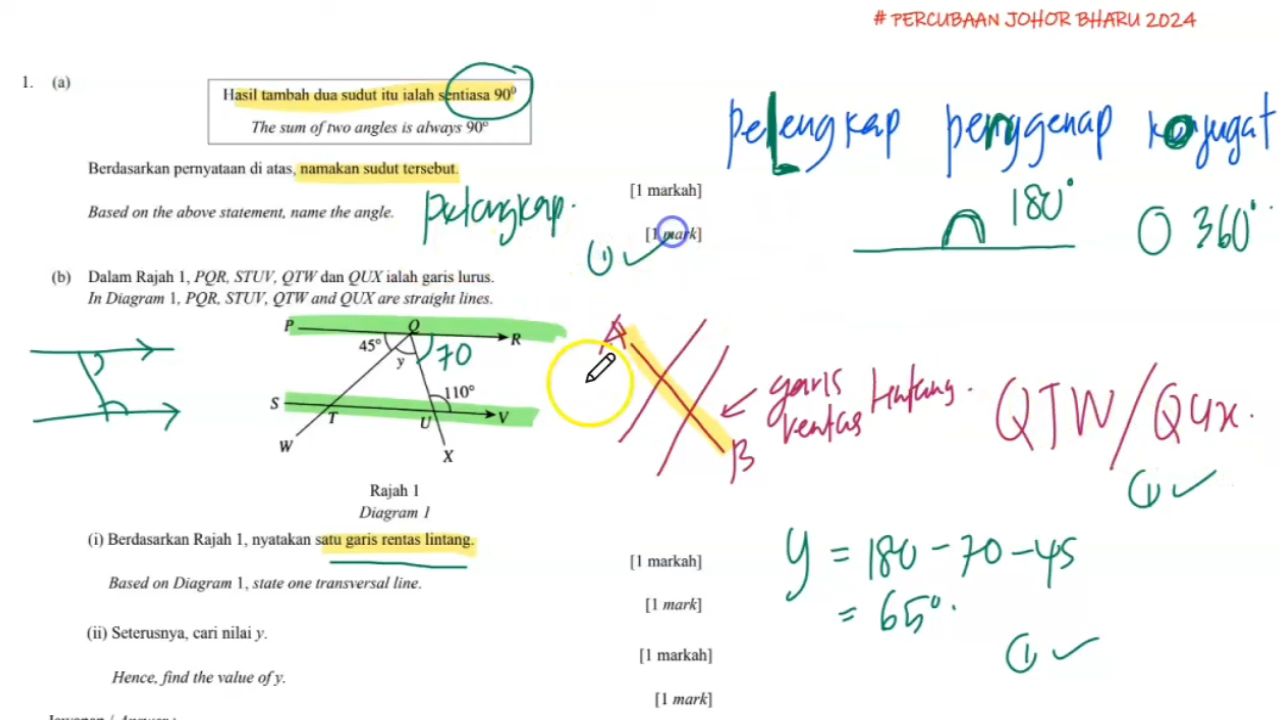 # PERCUBAAN JOHOR BHARU 2024
1. (a)
Hasil tambah dua sudut itu ialah sentiasa 90⁰
The sum of two angles is always 90°
pelengkap penggenap konjugat
Berdasarkan pernyataan di atas, namakan sudut tersebut.
[1 markah]
Based on the above statement, name the angle.
pelengkap.
[1 mark]
180°
360°
1 ✓
(b) Dalam Rajah 1, PQR, STUV, QTW dan QUX ialah garis lurus.
In Diagram 1, PQR, STUV, QTW and QUX are straight lines.
P Q R
45° y 70
110°
S T U V
W X
A
B
garis rentas lintang.
QTW/QUX.
1 ✓
Rajah 1
Diagram 1
(i) Berdasarkan Rajah 1, nyatakan satu garis rentas lintang.
[1 markah]
Based on Diagram 1, state one transversal line.
[1 mark]
y = 180 - 70 - 45
= 65°.
1 ✓
(ii) Seterusnya, cari nilai y.
[1 markah]
Hence, find the value of y.
[1 mark]